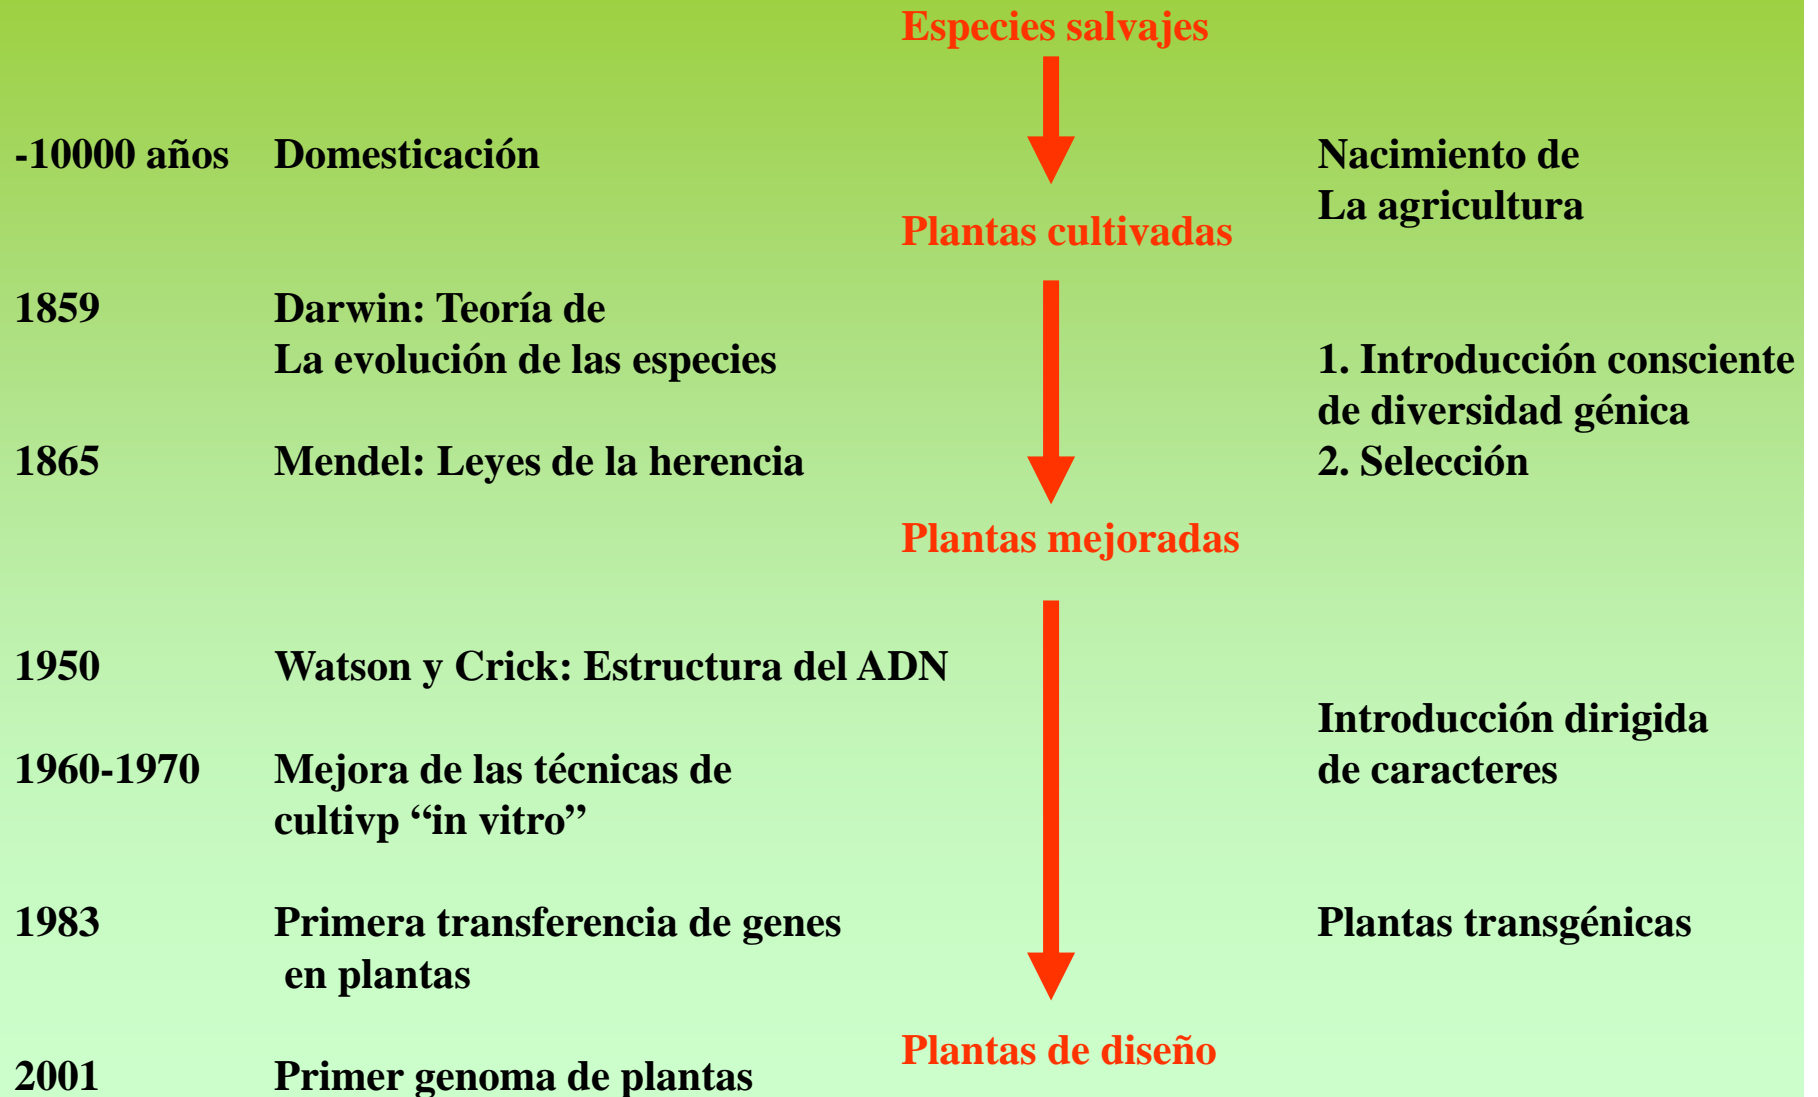 Especies salvajes
-10000 años Domesticación Nacimiento de
La agricultura
Plantas cultivadas
1859 Darwin: Teoría de
La evolución de las especies
1. Introducción consciente
de diversidad génica
1865 Mendel: Leyes de la herencia 2. Selección
Plantas mejoradas
1950 Watson y Crick: Estructura del ADN
Introducción dirigida
1960-1970 Mejora de las técnicas de de caracteres
cultivp “in vitro”
1983 Primera transferencia de genes Plantas transgénicas
en plantas
Plantas de diseño
2001 Primer genoma de plantas